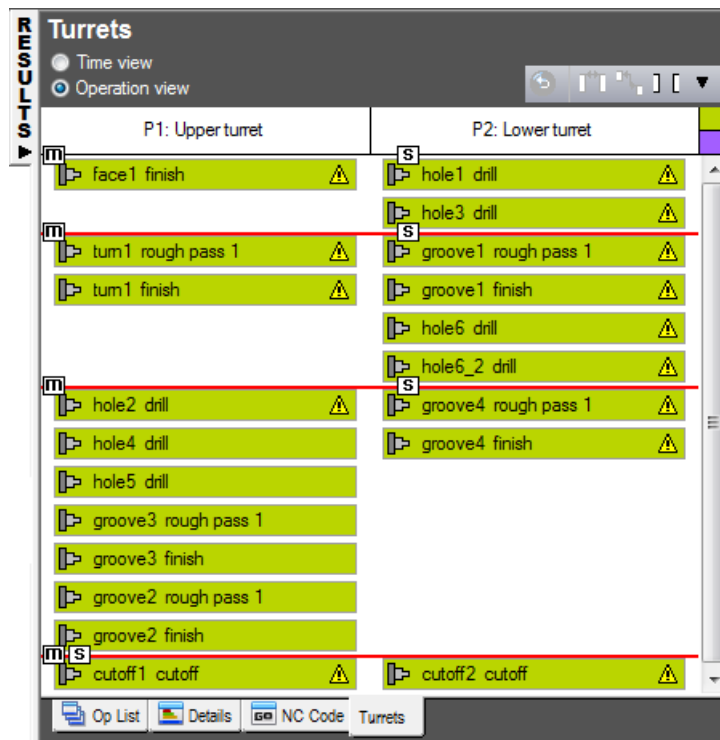 RESULTS
Turrets
Time view
Operation view
P1: Upper turret
P2: Lower turret
m
s
face1 finish
hole1 drill
hole3 drill
m
s
turn1 rough pass 1
groove1 rough pass 1
turn1 finish
groove1 finish
hole6 drill
hole6_2 drill
m
s
hole2 drill
groove4 rough pass 1
hole4 drill
groove4 finish
hole5 drill
groove3 rough pass 1
groove3 finish
groove2 rough pass 1
groove2 finish
m s
cutoff1 cutoff
cutoff2 cutoff
Op List
Details
GO NC Code
Turrets